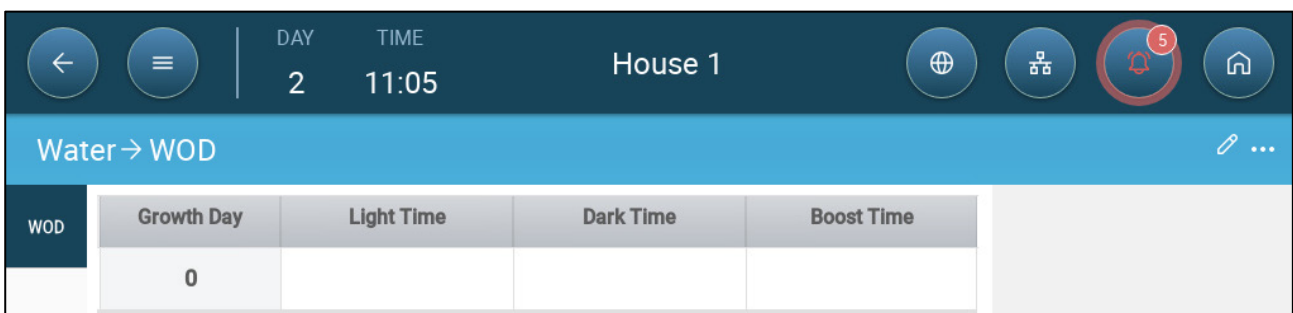 DAY TIME
2 11:05
House 1
5
Water → WOD
WOD
Growth Day Light Time Dark Time Boost Time
0